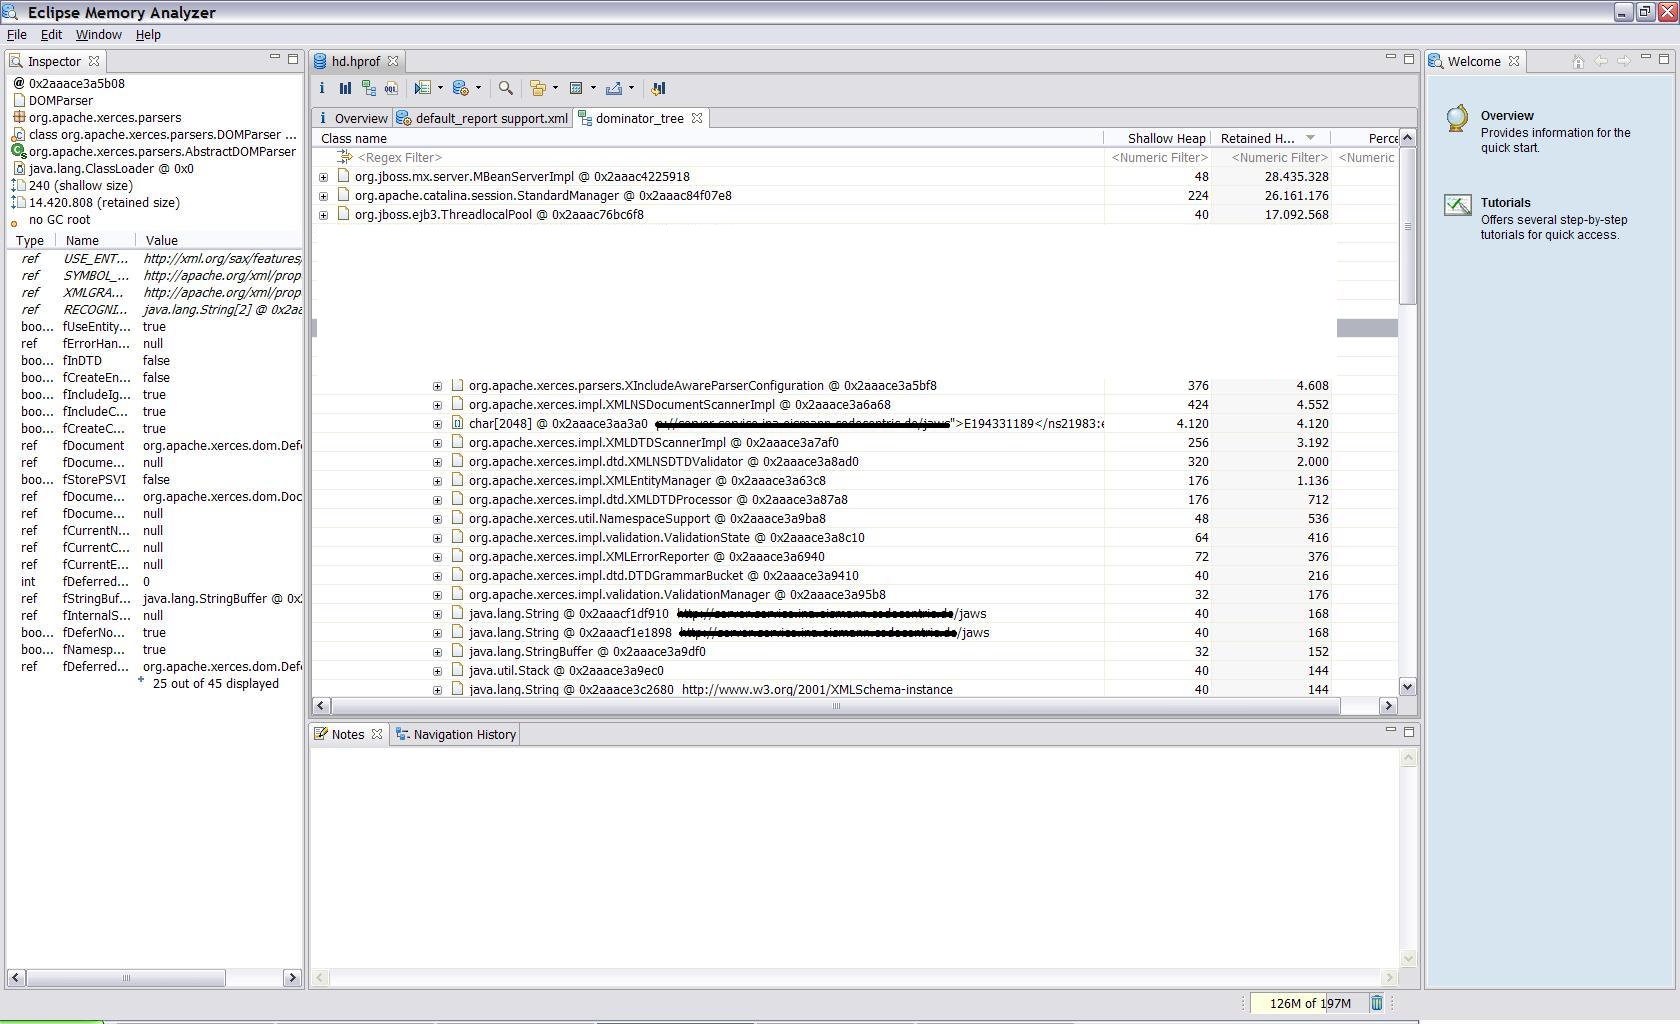 Eclipse Memory Analyzer
File Edit Window Help
Inspector
@ 0x2aaace3a5b08
DOMParser
org.apache.xerces.parsers
class org.apache.xerces.parsers.DOMParser ...
org.apache.xerces.parsers.AbstractDOMParser
java.lang.ClassLoader @ 0x0
240 (shallow size)
14.420.808 (retained size)
no GC root
Type Name Value
ref USE_ENT... http://xml.org/sax/features/
ref SYMBOL_... http://apache.org/xml/prop
ref XMLGRA... http://apache.org/xml/prop
ref RECOGNI... java.lang.String[2] @ 0x2aa
boo... fUseEntity... true
ref fErrorHan... null
boo... fInDTD false
boo... fCreateEn... false
boo... fIncludeIg... true
boo... fIncludeC... true
boo... fCreateC... true
ref fDocument org.apache.xerces.dom.Defe
ref fDocume... null
boo... fStorePSVI false
ref fDocume... org.apache.xerces.dom.Doc
ref fDocume... null
ref fCurrentN... null
ref fCurrentC... null
ref fCurrentE... null
int fDeferred... 0
ref fStringBuf... java.lang.StringBuffer @ 0x2
ref fInternalS... null
boo... fDeferNo... true
boo... fNamesp... true
ref fDeferred... org.apache.xerces.dom.Defe
25 out of 45 displayed
hd.hprof
i OQL
i Overview default_report support.xml dominator_tree
Class name Shallow Heap Retained H... Perce
<Regex Filter> <Numeric Filter> <Numeric Filter> <Numeric
org.jboss.mx.server.MBeanServerImpl @ 0x2aaac4225918 48 28.435.328
org.apache.catalina.session.StandardManager @ 0x2aaac84f07e8 224 26.161.176
org.jboss.ejb3.ThreadlocalPool @ 0x2aaac76bc6f8 40 17.092.568
org.apache.xerces.parsers.XIncludeAwareParserConfiguration @ 0x2aaace3a5bf8 376 4.608
org.apache.xerces.impl.XMLNSDocumentScannerImpl @ 0x2aaace3a6a68 424 4.552
char[2048] @ 0x2aaace3aa3a0 ">E194331189</ns21983:e 4.120 4.120
org.apache.xerces.impl.XMLDTDScannerImpl @ 0x2aaace3a7af0 256 3.192
org.apache.xerces.impl.dtd.XMLNSDTDValidator @ 0x2aaace3a8ad0 320 2.000
org.apache.xerces.impl.XMLEntityManager @ 0x2aaace3a63c8 176 1.136
org.apache.xerces.impl.dtd.XMLDTDProcessor @ 0x2aaace3a87a8 176 712
org.apache.xerces.util.NamespaceSupport @ 0x2aaace3a9ba8 48 536
org.apache.xerces.impl.validation.ValidationState @ 0x2aaace3a8c10 64 416
org.apache.xerces.impl.XMLErrorReporter @ 0x2aaace3a6940 72 376
org.apache.xerces.impl.dtd.DTDGrammarBucket @ 0x2aaace3a9410 40 216
org.apache.xerces.impl.validation.ValidationManager @ 0x2aaace3a95b8 32 176
java.lang.String @ 0x2aaacf1df910 /jaws 40 168
java.lang.String @ 0x2aaacf1e1898 /jaws 40 168
java.lang.StringBuffer @ 0x2aaace3a9df0 32 152
java.util.Stack @ 0x2aaace3a9ec0 40 144
java.lang.String @ 0x2aaace3c2680 http://www.w3.org/2001/XMLSchema-instance 40 144
Notes Navigation History
Welcome
Overview
Provides information for the
quick start.
Tutorials
Offers several step-by-step
tutorials for quick access.
126M of 197M